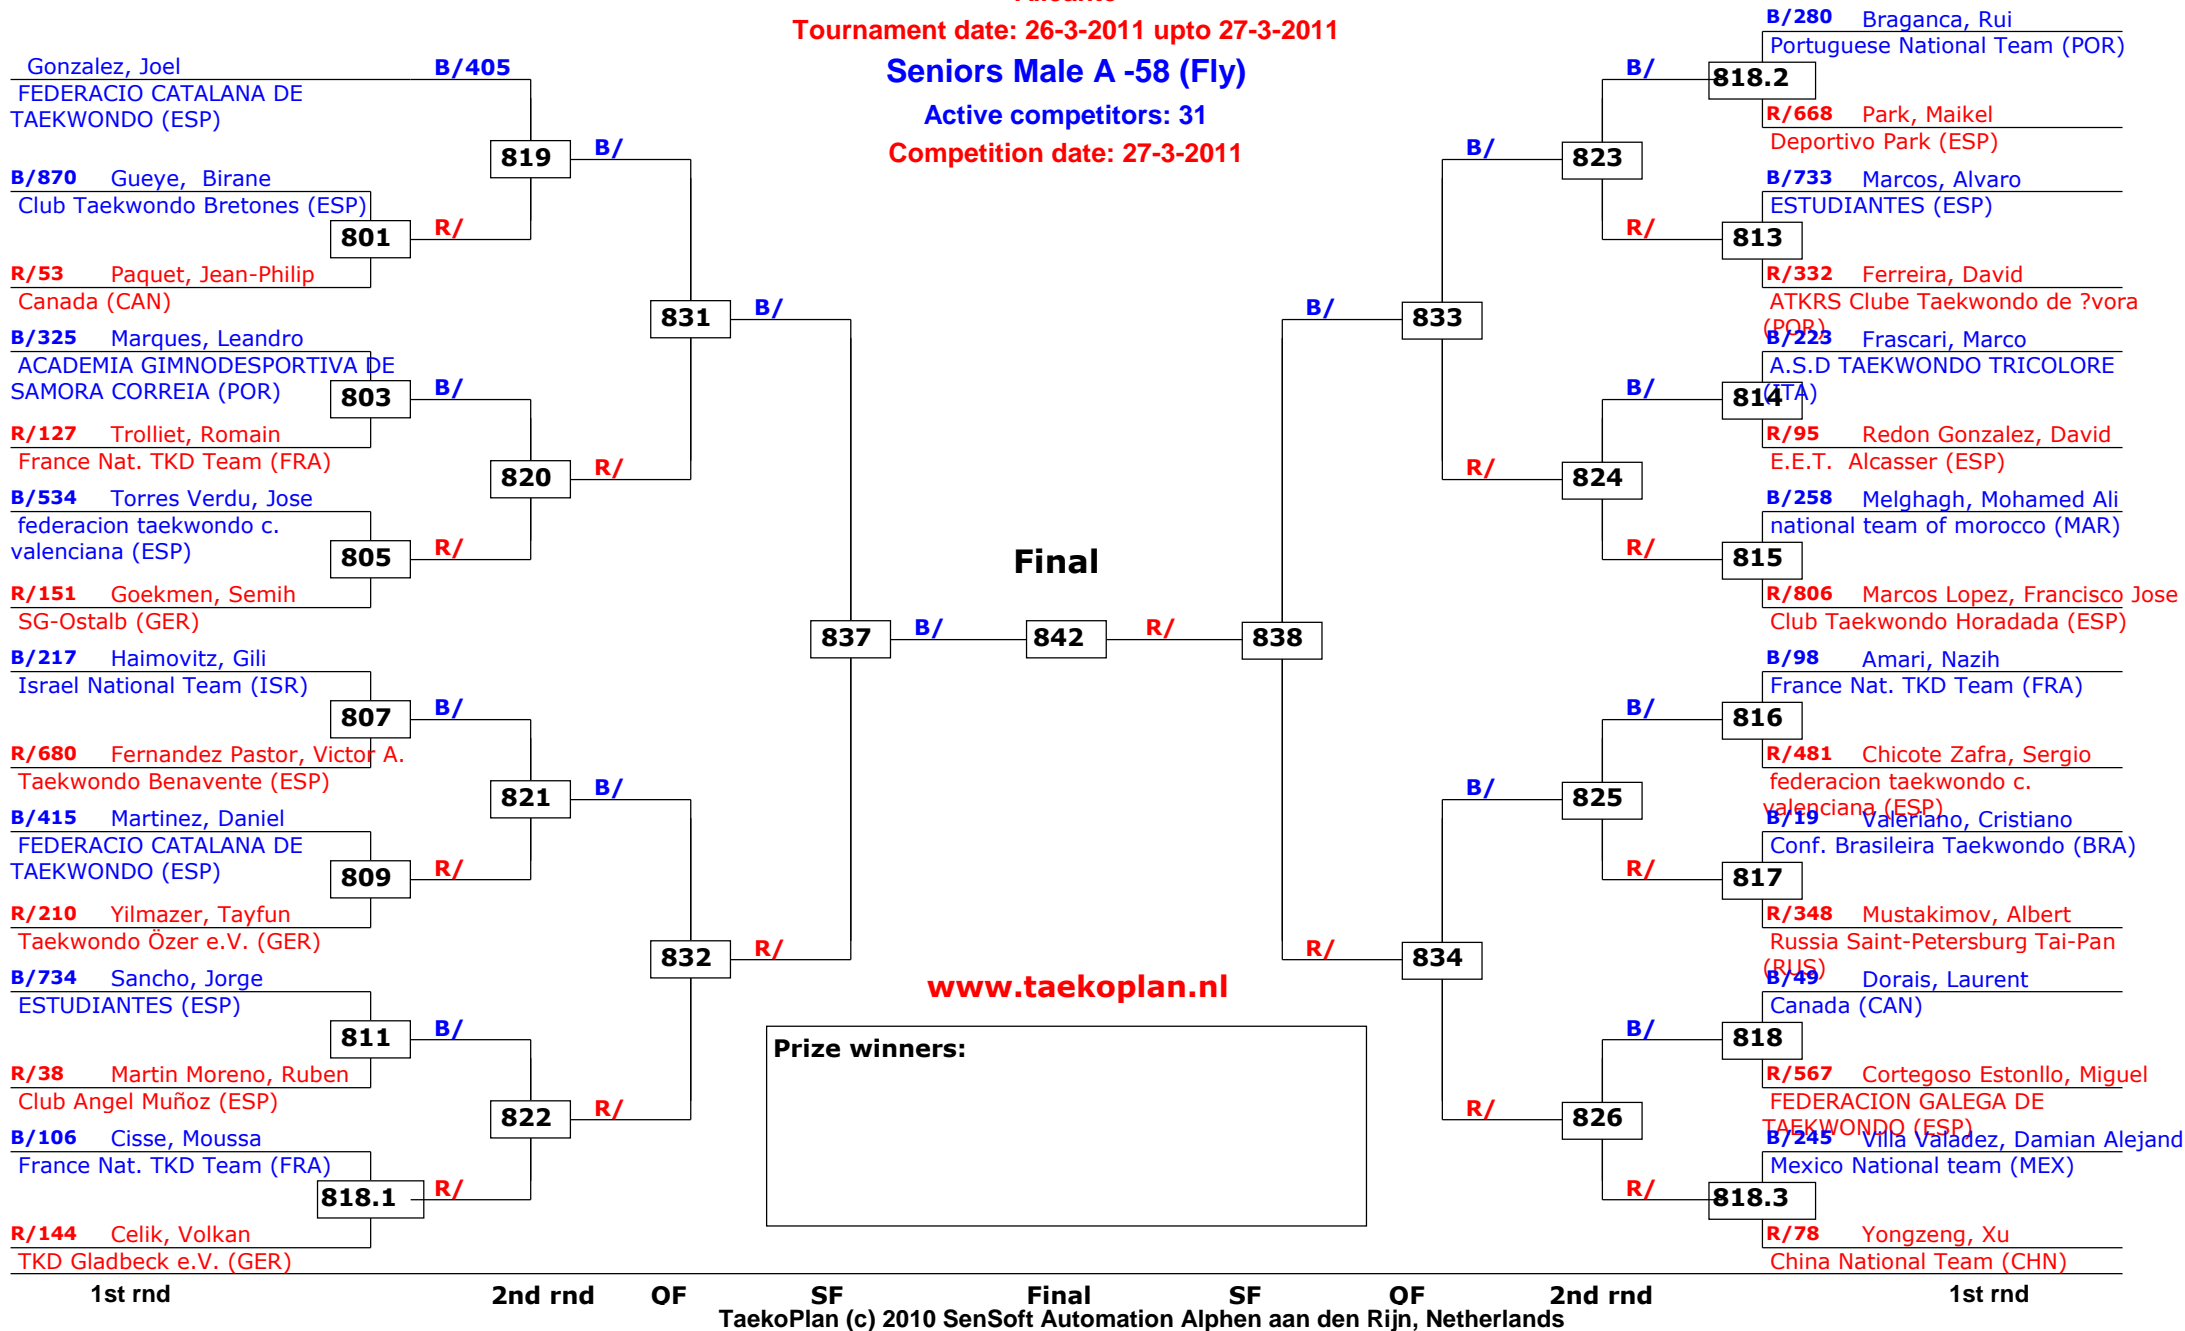 Tournament date: 26-3-2011 upto 27-3-2011
Seniors Male A -58 (Fly)
Active competitors: 31
Competition date: 27-3-2011
Gonzalez, Joel B/405
FEDERACIO CATALANA DE
TAEKWONDO (ESP)
819 B/
B/870 Gueye, Birane
Club Taekwondo Bretones (ESP)
801 R/
R/53 Paquet, Jean-Philip
Canada (CAN)
831 B/
B/325 Marques, Leandro
ACADEMIA GIMNODESPORTIVA DE
SAMORA CORREIA (POR)
803 B/
R/127 Trolliet, Romain
France Nat. TKD Team (FRA)
820 R/
B/534 Torres Verdu, Jose
federacion taekwondo c.
valenciana (ESP)
805 R/
R/151 Goekmen, Semih
SG-Ostalb (GER)
837 B/
B/217 Haimovitz, Gili
Israel National Team (ISR)
807 B/
R/680 Fernandez Pastor, Victor A.
Taekwondo Benavente (ESP)
821 B/
B/415 Martinez, Daniel
FEDERACIO CATALANA DE
TAEKWONDO (ESP)
809 R/
R/210 Yilmazer, Tayfun
Taekwondo Özer e.V. (GER)
832 R/
B/734 Sancho, Jorge
ESTUDIANTES (ESP)
811 B/
R/38 Martin Moreno, Ruben
Club Angel Muñoz (ESP)
822 R/
B/106 Cisse, Moussa
France Nat. TKD Team (FRA)
818.1 R/
R/144 Celik, Volkan
TKD Gladbeck e.V. (GER)
Final
842
www.taekoplan.nl
Prize winners:
B/280 Braganca, Rui
Portuguese National Team (POR)
B/ 818.2
R/668 Park, Maikel
Deportivo Park (ESP)
B/ 823
B/733 Marcos, Alvaro
ESTUDIANTES (ESP)
R/ 813
R/332 Ferreira, David
ATKRS Clube Taekwondo de ?vora
(POR)
B/ 833
B/223 Frascari, Marco
A.S.D TAEKWONDO TRICOLORE
(ITA)
B/ 814
R/95 Redon Gonzalez, David
E.E.T. Alcasser (ESP)
R/ 824
B/258 Melghagh, Mohamed Ali
national team of morocco (MAR)
R/ 815
R/806 Marcos Lopez, Francisco Jose
Club Taekwondo Horadada (ESP)
R/ 838
B/98 Amari, Nazih
France Nat. TKD Team (FRA)
B/ 816
R/481 Chicote Zafra, Sergio
federacion taekwondo c.
valenciana (ESP)
B/ 825
B/19 Valeriano, Cristiano
Conf. Brasileira Taekwondo (BRA)
R/ 817
R/348 Mustakimov, Albert
Russia Saint-Petersburg Tai-Pan
(RUS)
R/ 834
B/49 Dorais, Laurent
Canada (CAN)
B/ 818
R/567 Cortegoso Estonllo, Miguel
FEDERACION GALEGA DE
TAEKWONDO (ESP)
R/ 826
B/245 Villa Valadez, Damian Alejand
Mexico National team (MEX)
R/ 818.3
R/78 Yongzeng, Xu
China National Team (CHN)
1st rnd 2nd rnd QF SF Final SF QF 2nd rnd 1st rnd
TaekoPlan (c) 2010 SenSoft Automation Alphen aan den Rijn, Netherlands